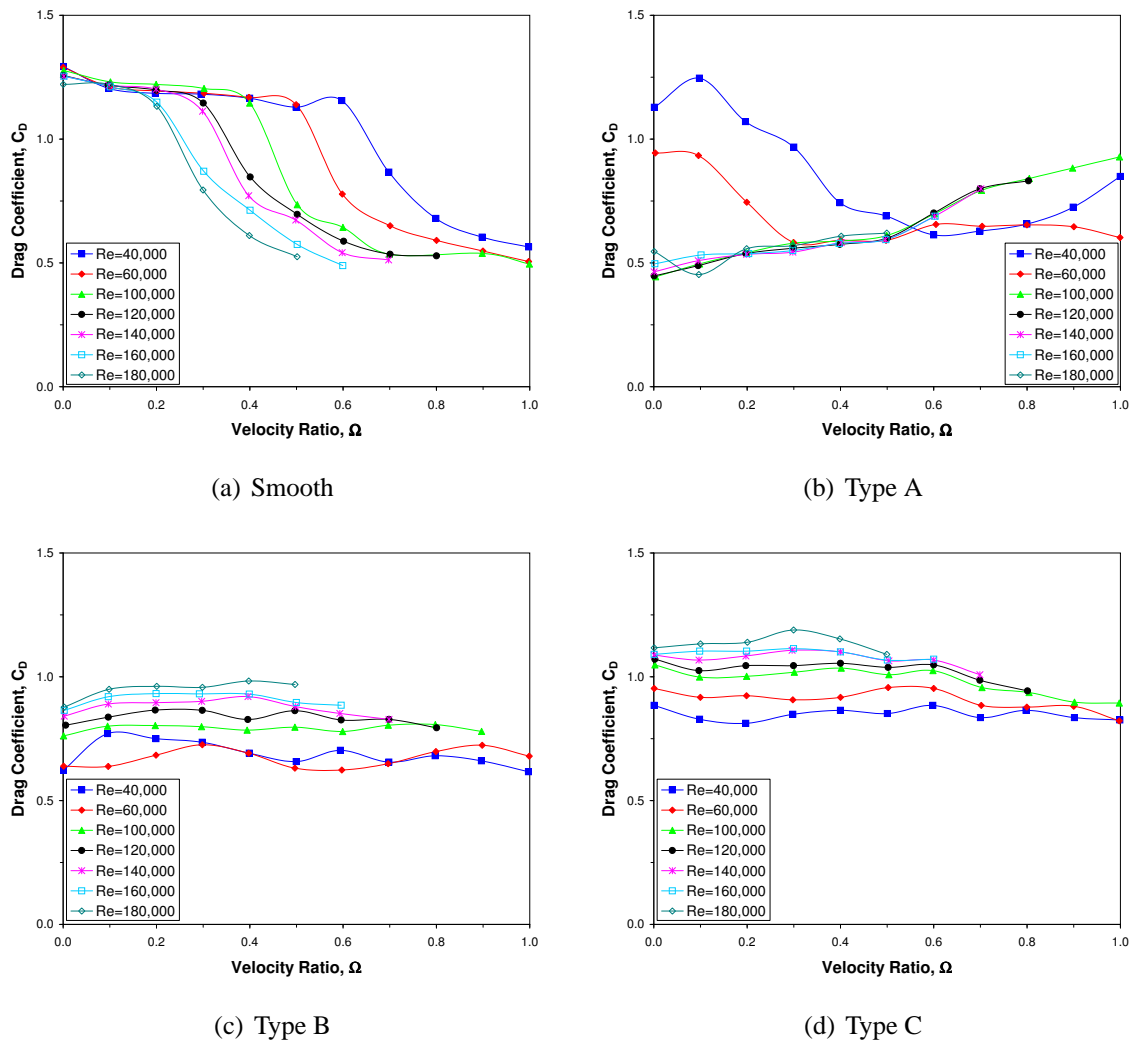 1.5
1.0
0.5
0.0
Drag Coefficient, C_D
Re=40,000
Re=60,000
Re=100,000
Re=120,000
Re=140,000
Re=160,000
Re=180,000
0.0 0.2 0.4 0.6 0.8 1.0
Velocity Ratio, Ω
(a) Smooth
1.5
1.0
0.5
0.0
Drag Coefficient, C_D
Re=40,000
Re=60,000
Re=100,000
Re=120,000
Re=140,000
Re=160,000
Re=180,000
0.0 0.2 0.4 0.6 0.8 1.0
Velocity Ratio, Ω
(b) Type A
1.5
1.0
0.5
0.0
Drag Coefficient, C_D
Re=40,000
Re=60,000
Re=100,000
Re=120,000
Re=140,000
Re=160,000
Re=180,000
0.0 0.2 0.4 0.6 0.8 1.0
Velocity Ratio, Ω
(c) Type B
1.5
1.0
0.5
0.0
Drag Coefficient, C_D
Re=40,000
Re=60,000
Re=100,000
Re=120,000
Re=140,000
Re=160,000
Re=180,000
0.0 0.2 0.4 0.6 0.8 1.0
Velocity Ratio, Ω
(d) Type C